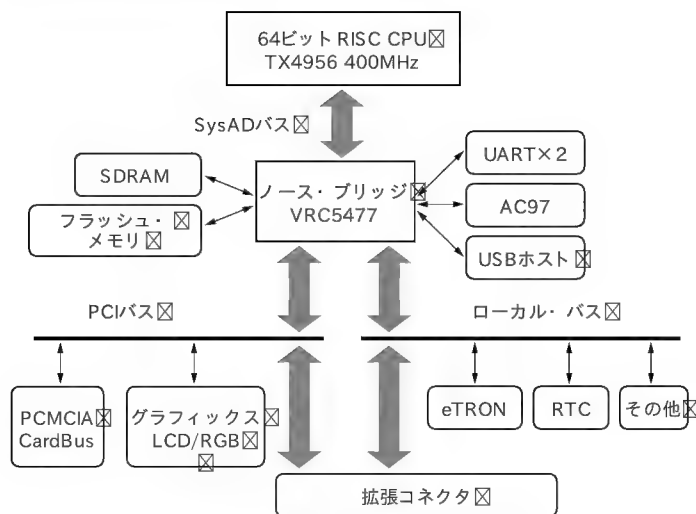 64ビット RISC CPU
TX4956 400MHz
SysADバス
SDRAM
フラッシュ・
メモリ
ノース・ブリッジ
VRC5477
UART×2
AC97
USBホスト
PCIバス
ローカル・バス
PCMCIA
CardBus
グラフィックス
LCD/RGB
eTRON
RTC
その他
拡張コネクタ